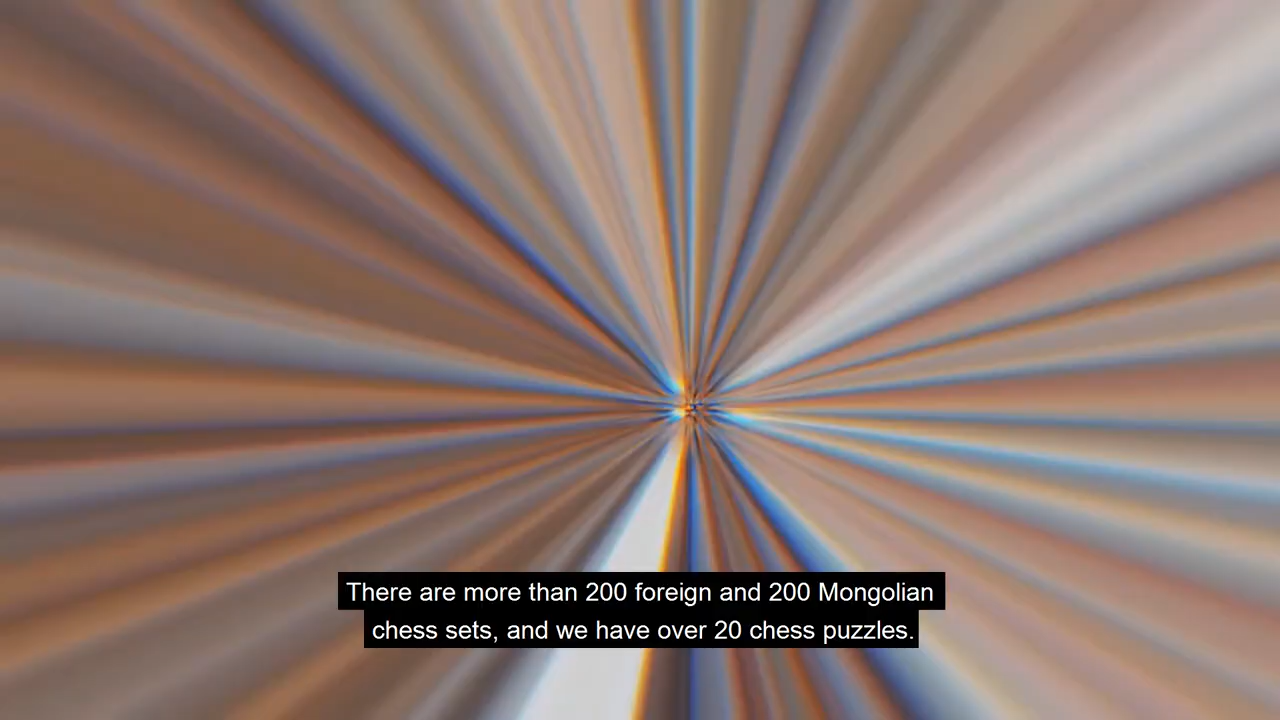 There are more than 200 foreign and 200 Mongolian
chess sets, and we have over 20 chess puzzles.